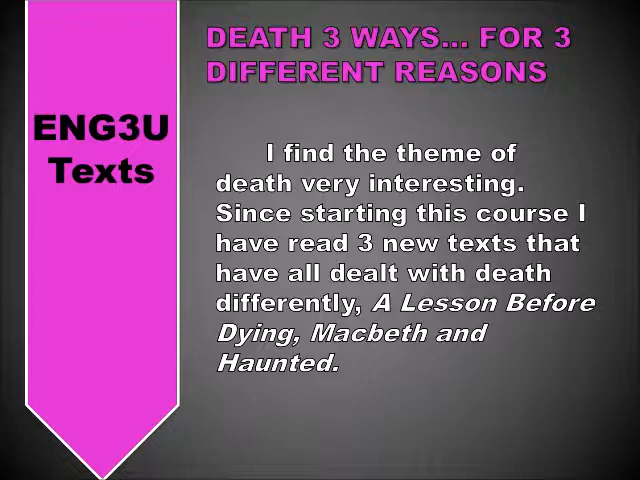 DEATH 3 WAYS... FOR 3
DIFFERENT REASONS
ENG3U
Texts
I find the theme of
death very interesting.
Since starting this course I
have read 3 new texts that
have all dealt with death
differently, A Lesson Before
Dying, Macbeth and
Haunted.